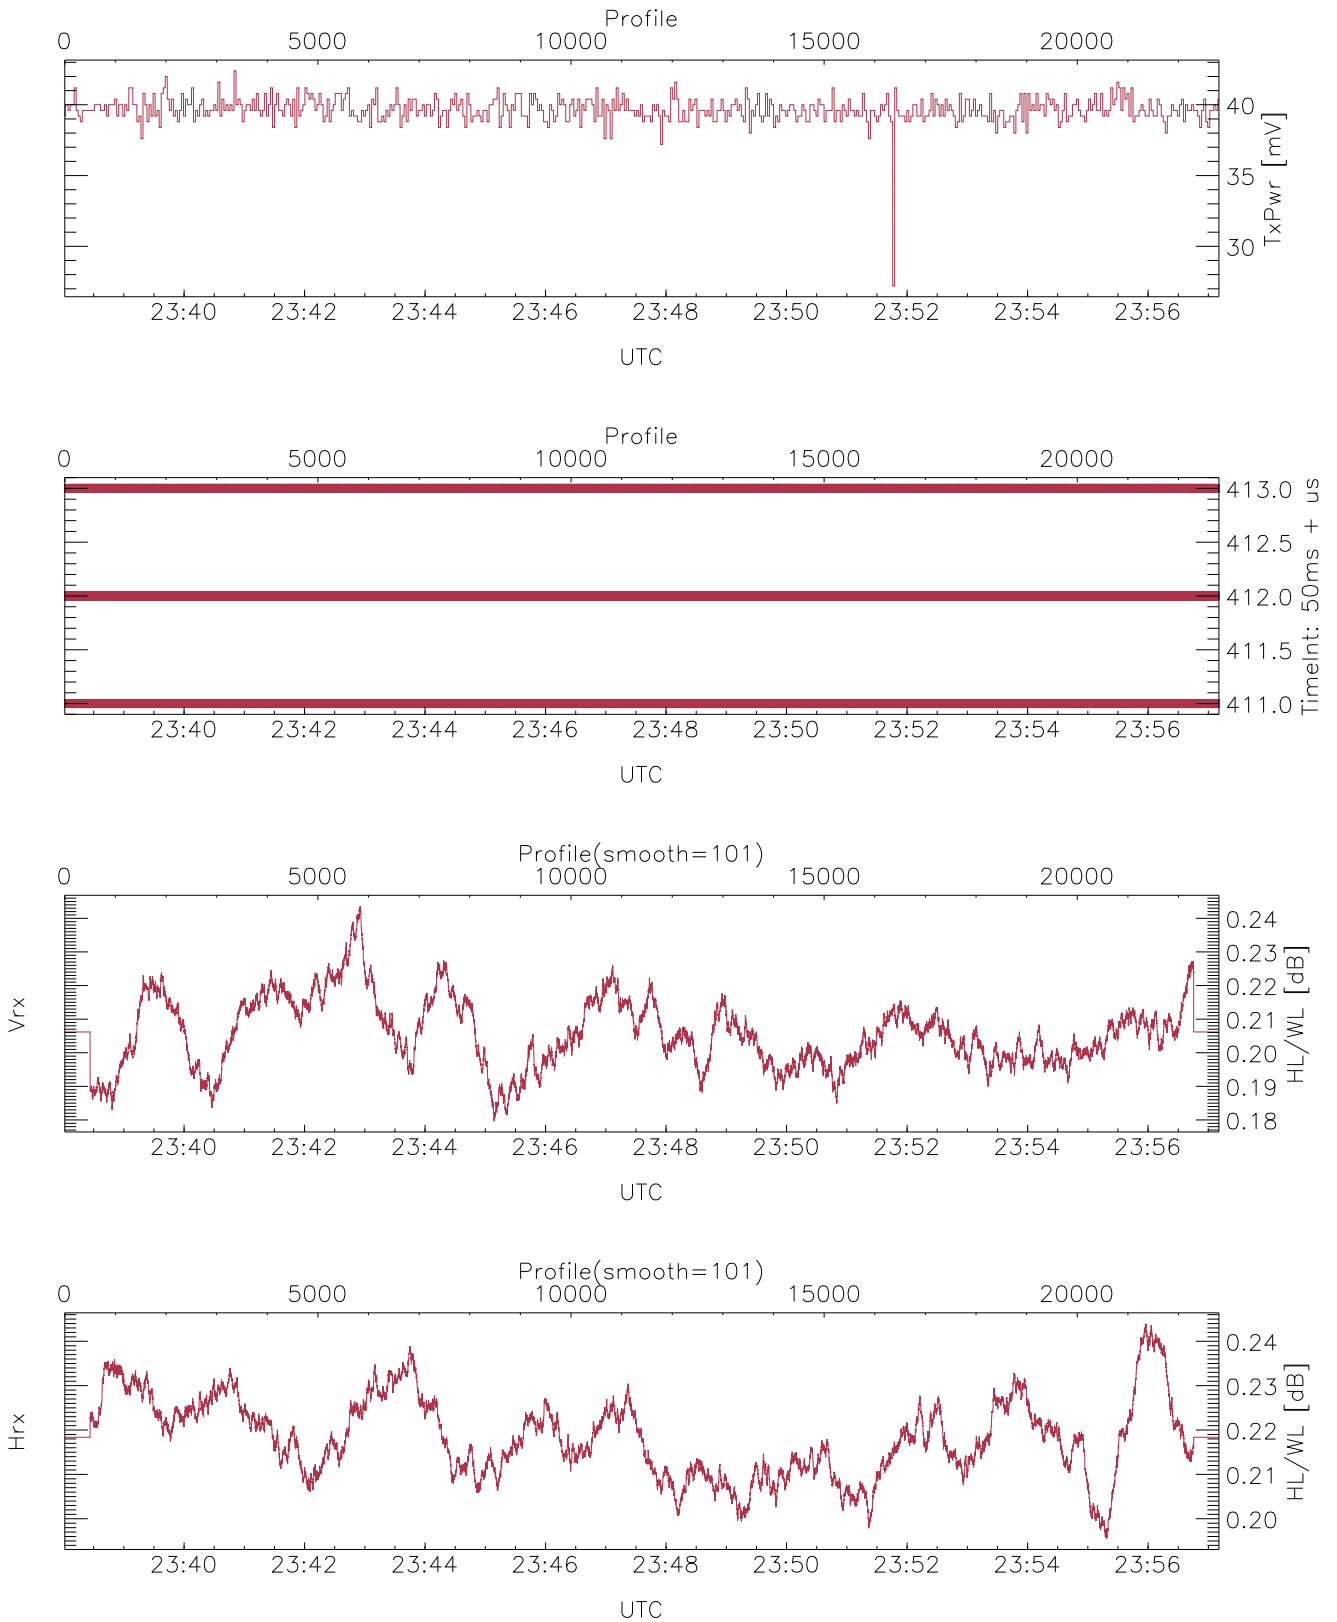 Profile
0 5000 10000 15000 20000
40
35
30
TxPwr [mV]
23:40 23:42 23:44 23:46 23:48 23:50 23:52 23:54 23:56
UTC
Profile
0 5000 10000 15000 20000
413.0
412.5
412.0
411.5
411.0
TimeInt: 50ms + us
23:40 23:42 23:44 23:46 23:48 23:50 23:52 23:54 23:56
UTC
Profile(smooth=101)
0 5000 10000 15000 20000
Vrx
0.24
0.23
0.22
0.21
0.20
0.19
0.18
HL/WL [dB]
23:40 23:42 23:44 23:46 23:48 23:50 23:52 23:54 23:56
UTC
Profile(smooth=101)
0 5000 10000 15000 20000
Hrx
0.24
0.23
0.22
0.21
0.20
HL/WL [dB]
23:40 23:42 23:44 23:46 23:48 23:50 23:52 23:54 23:56
UTC